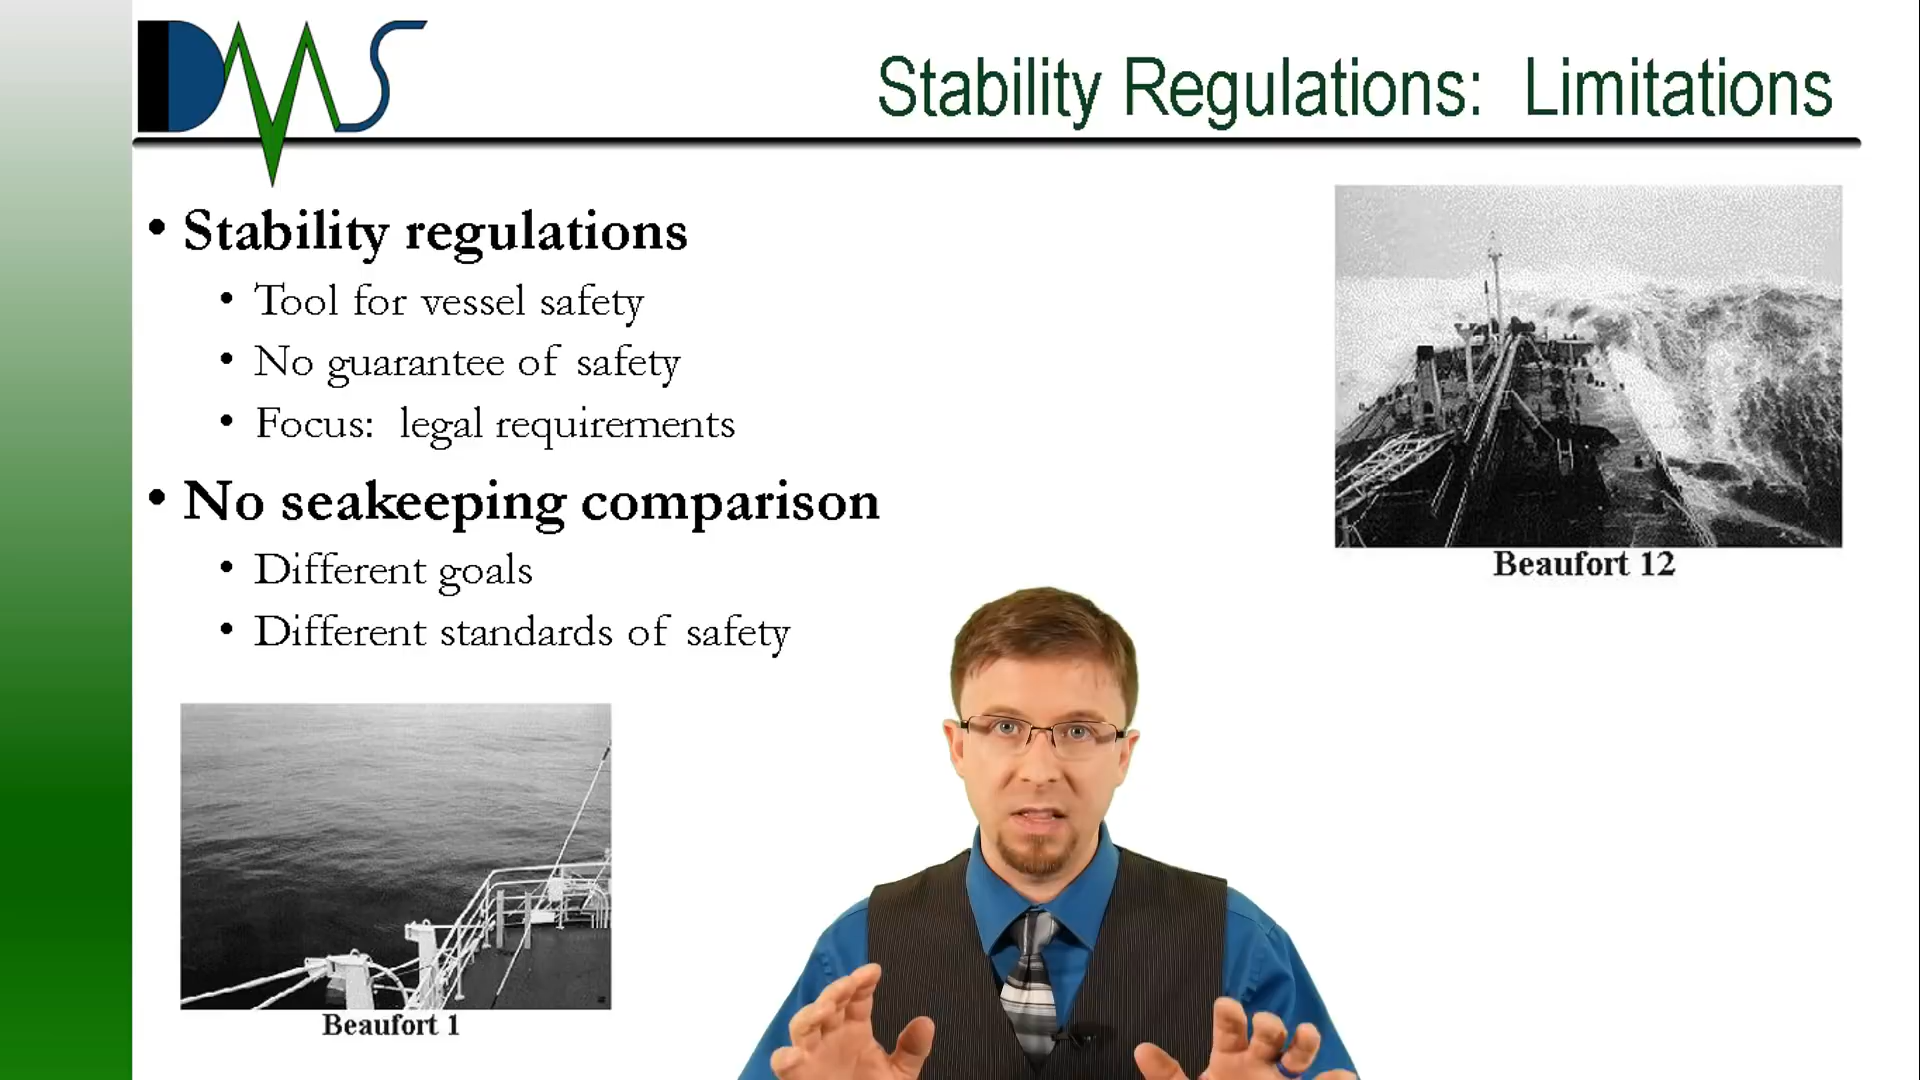 DMS
Stability Regulations: Limitations
• Stability regulations
• Tool for vessel safety
• No guarantee of safety
• Focus: legal requirements
• No seakeeping comparison
• Different goals
• Different standards of safety
Beaufort 12
Beaufort 1